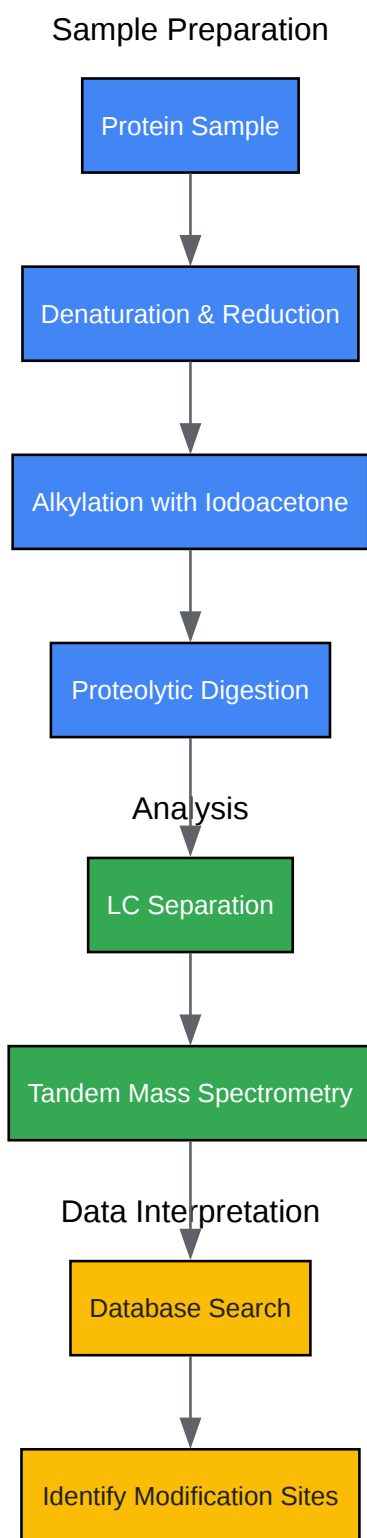 Sample Preparation
Protein Sample
Denaturation & Reduction
Alkylation with Iodoacetone
Proteolytic Digestion
Analysis
LC Separation
Tandem Mass Spectrometry
Data Interpretation
Database Search
Identify Modification Sites